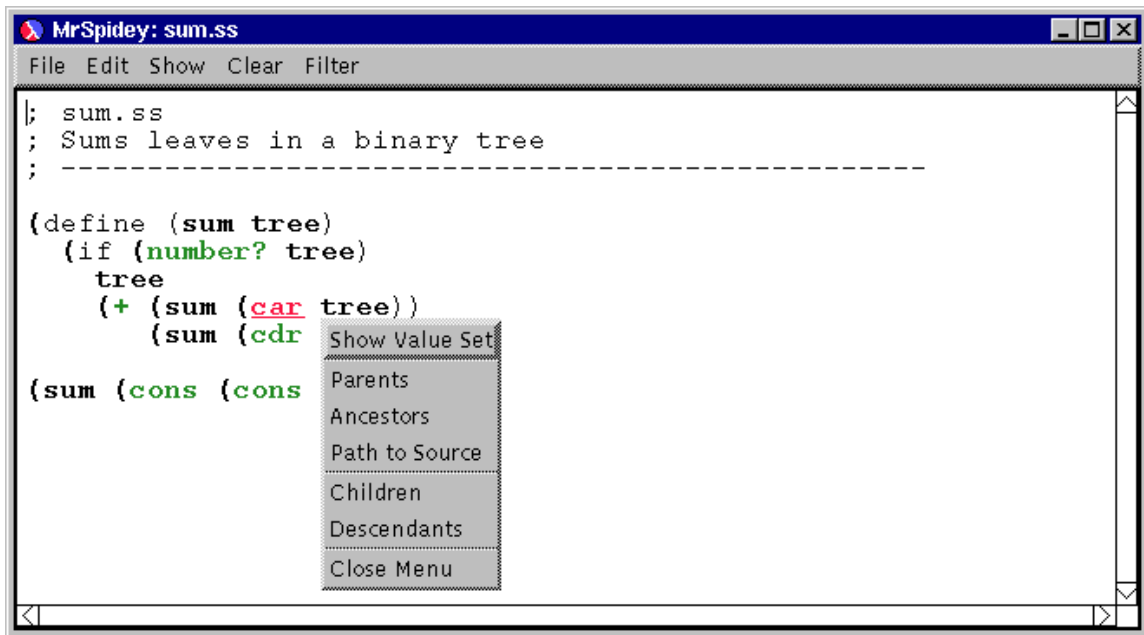 MrSpidey: sum.ss
File Edit Show Clear Filter
; sum.ss
; Sums leaves in a binary tree
; --------------------------------------------------
(define (sum tree)
(if (number? tree)
tree
(+ (sum (car tree))
(sum (cdr
(sum (cons (cons
Show Value Set
Parents
Ancestors
Path to Source
Children
Descendants
Close Menu